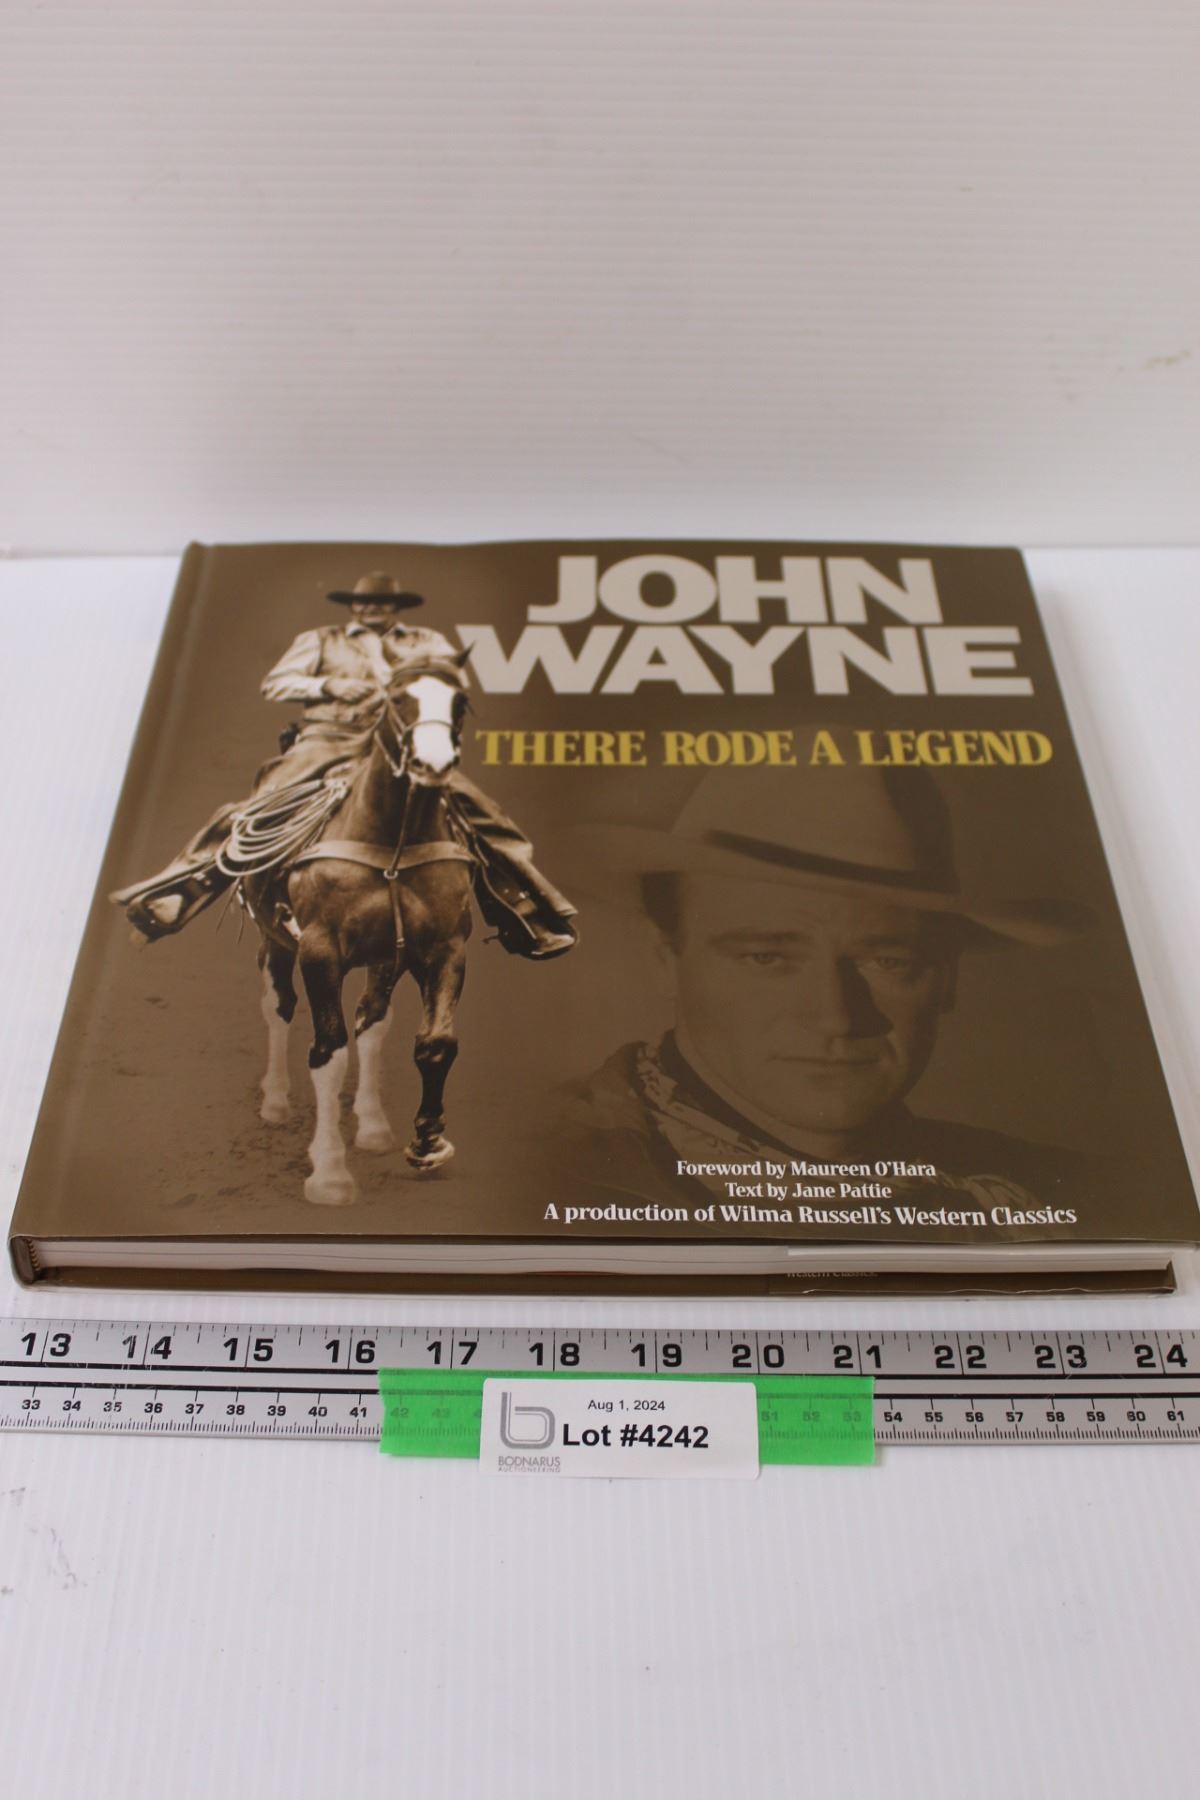 JOHN
WAYNE
THERE RODE A LEGEND
Foreword by Maureen O'Hara
Text by Jane Pattie
A production of Wilma Russell's Western Classics
Western Classics.
13 14 15 16 17 18 19 20 21 22 23 24
33 34 35 36 37 38 39 40 41 42 43 51 52 53 54 55 56 57 58 59 60 61
Aug 1, 2024
Lot #4242
BODNARUS
AUCTIONEERING